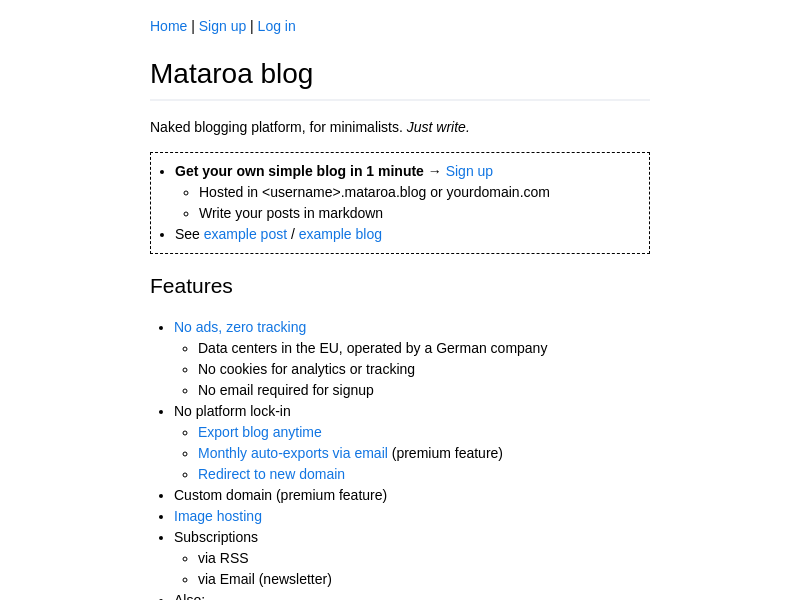 Home | Sign up | Log in
Mataroa blog
Naked blogging platform, for minimalists. Just write.
Get your own simple blog in 1 minute → Sign up
Hosted in <username>.mataroa.blog or yourdomain.com
Write your posts in markdown
See example post / example blog
Features
No ads, zero tracking
Data centers in the EU, operated by a German company
No cookies for analytics or tracking
No email required for signup
No platform lock-in
Export blog anytime
Monthly auto-exports via email (premium feature)
Redirect to new domain
Custom domain (premium feature)
Image hosting
Subscriptions
via RSS
via Email (newsletter)
Also: